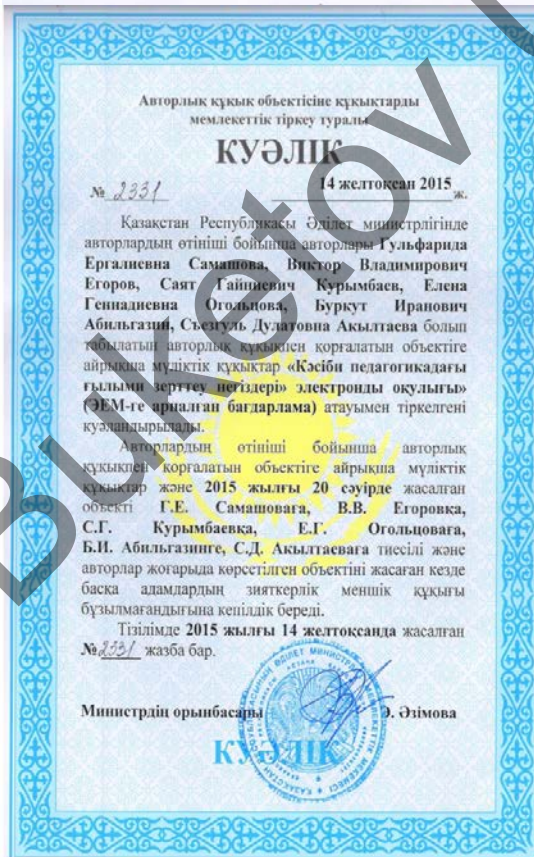 Авторлық құқық объектісіне құқықтарды
мемлекеттік тіркеу туралы
КУӘЛІК
№ 2331 14 желтоқсан 2015 ж.
Қазақстан Республикасы Әділет министрлігінде
авторлардың өтініші бойынша авторлары Гульфарида
Ергалиевна Самашова, Виктор Владимирович
Егоров, Саят Гайниевич Курымбаев, Елена
Геннадиевна Огольцова, Буркут Иранович
Абильгазин, Съезгуль Дулатовна Акылтаева болып
табылатын авторлық құқықпен қорғалатын объектіге
айрықша мүліктік құқықтар «Кәсіби педагогикадағы
ғылыми зерттеу негіздері» электронды оқулығы»
(ЭЕМ-ге арналған бағдарлама) атауымен тіркелгені
куәландырылады.
Авторлардың өтініші бойынша авторлық
құқықпен қорғалатын объектіге айрықша мүліктік
құқықтар және 2015 жылғы 20 сәуірде жасалған
объекті Г.Е. Самашоваға, В.В. Егоровқа,
С.Г. Курымбаевқа, Е.Г. Огольцоваға,
Б.И. Абильгазинге, С.Д. Акылтаеваға тиесілі және
авторлар жоғарыда көрсетілген объектіні жасаған кезде
басқа адамдардың зияткерлік меншік құқығы
бұзылмағандығына кепілдік береді.
Тізілімде 2015 жылғы 14 желтоқсанда жасалған
№ 2331 жазба бар.
Министрдің орынбасары Э. Әзімова
КУӘЛІК
Buketov